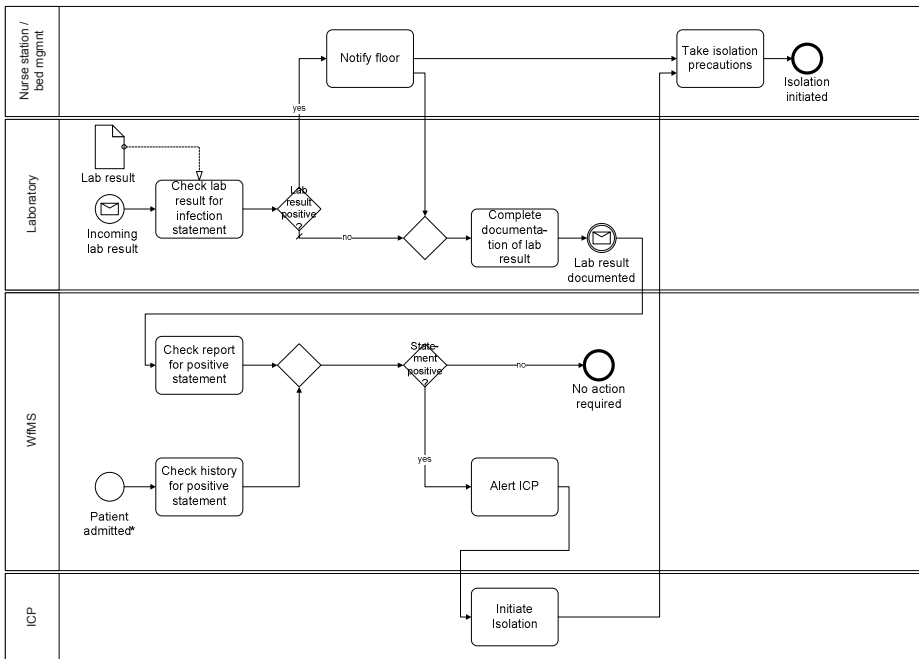 Nurse station /
bed mgmnt
Notify floor
Take isolation
precautions
Isolation
initiated
yes
Laboratory
Lab result
Incoming
lab result
Check lab
result for
infection
statement
Lab
result
positive
?
no
Complete
documenta-
tion of lab
result
Lab result
documented
WfMS
Check report
for positive
statement
State-
ment
positive
?
no
No action
required
yes
Patient
admitted*
Check history
for positive
statement
Alert ICP
ICP
Initiate
Isolation